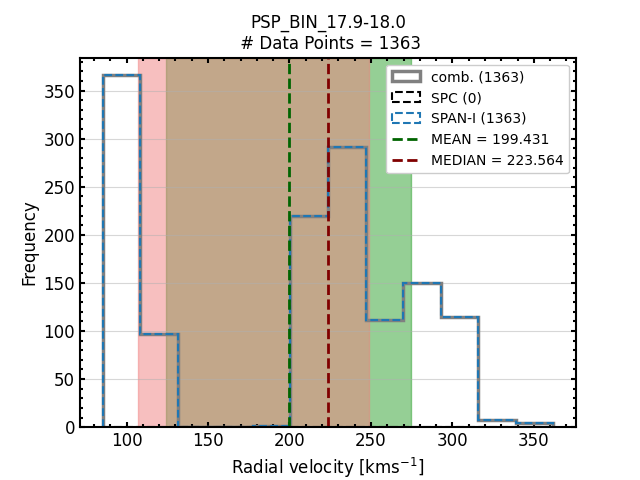 PSP_BIN_17.9-18.0
# Data Points = 1363
comb. (1363)
SPC (0)
SPAN-I (1363)
MEAN = 199.431
MEDIAN = 223.564
Frequency
350
300
250
200
150
100
50
0
100 150 200 250 300 350
Radial velocity [kms⁻¹]